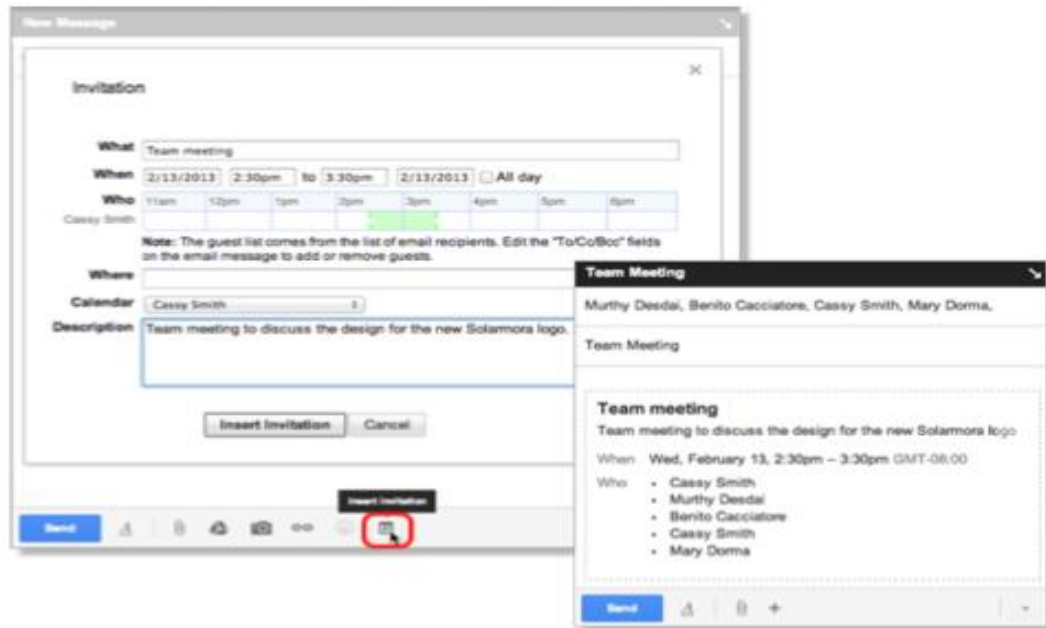 New Message
Invitation
What Team meeting
When 2/13/2013 2:30pm to 3:30pm 2/13/2013 All day
Who 11am 12pm 1pm 2pm 3pm 4pm 5pm 6pm
Cassy Smith
Note: The guest list comes from the list of email recipients. Edit the "To/Cc/Bcc" fields
on the email message to add or remove guests.
Where
Calendar Cassy Smith
Description Team meeting to discuss the design for the new Solarmora logo.
Insert Invitation Cancel
Insert Invitation
Send
Team Meeting
Murthy Desdai, Benito Cacciatore, Cassy Smith, Mary Dorma,
Team Meeting
Team meeting
Team meeting to discuss the design for the new Solarmora logo
When Wed, February 13, 2:30pm – 3:30pm GMT-08:00
Who • Cassy Smith
• Murthy Desdai
• Benito Cacciatore
• Cassy Smith
• Mary Dorma
Send